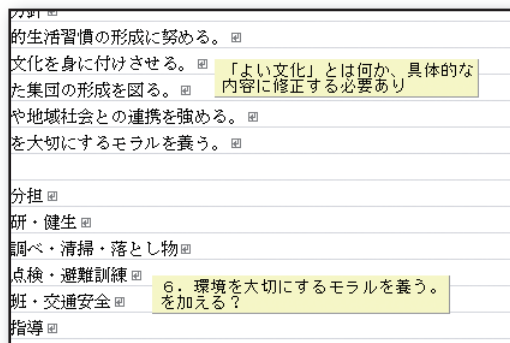 方針
的生活習慣の形成に努める。
文化を身に付けさせる。
「よい文化」とは何か、具体的な
内容に修正する必要あり
た集団の形成を図る。
や地域社会との連携を強める。
を大切にするモラルを養う。
分担
研・健生
調べ・清掃・落とし物
点検・避難訓練
班・交通安全
6．環境を大切にするモラルを養う。
を加える？
指導